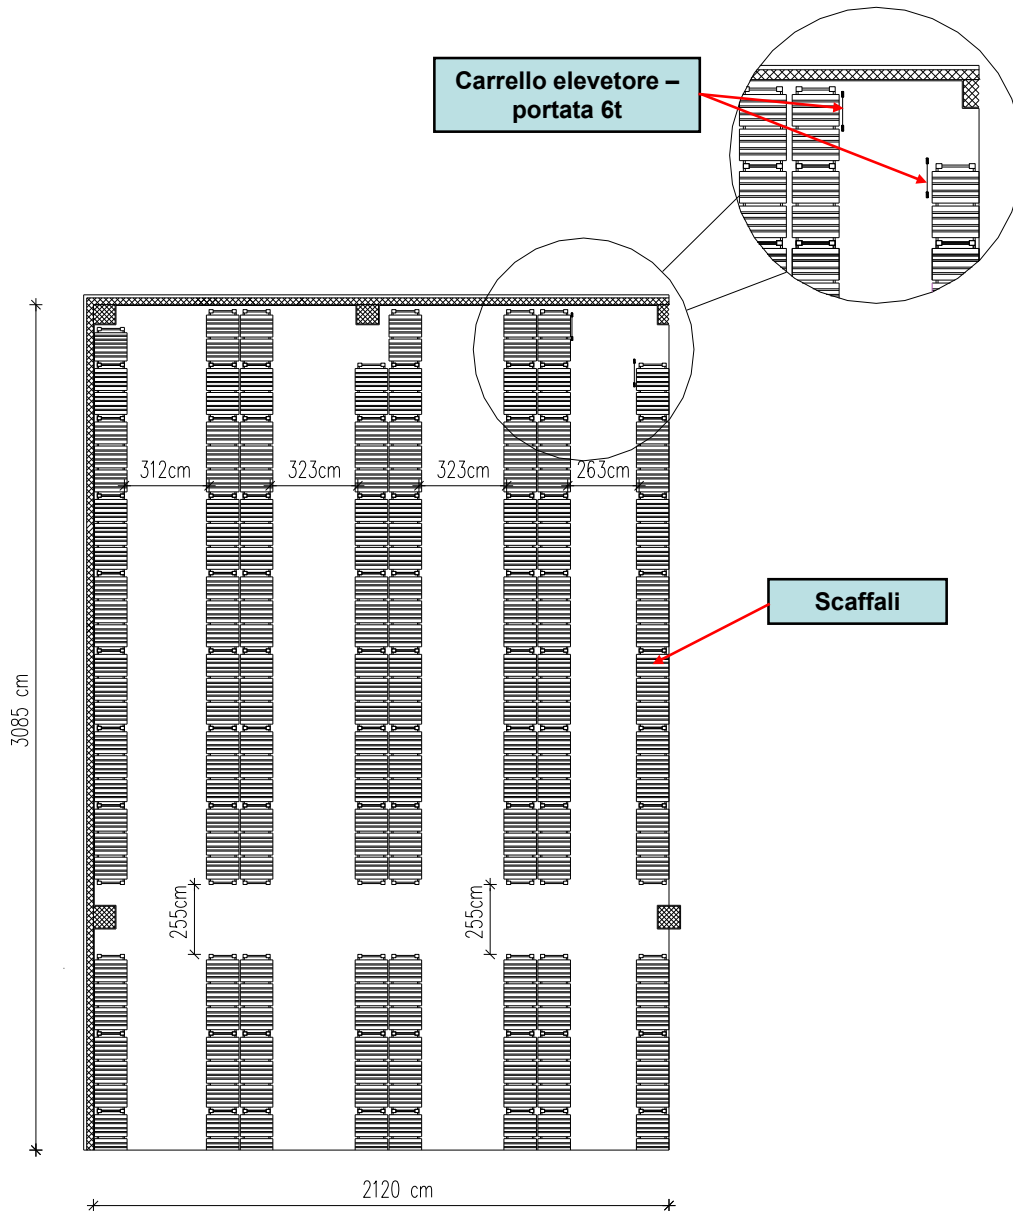 Carrello elevetore –
portata 6t
312cm
323cm
323cm
263cm
Scaffali
3085 cm
255cm
255cm
2120 cm